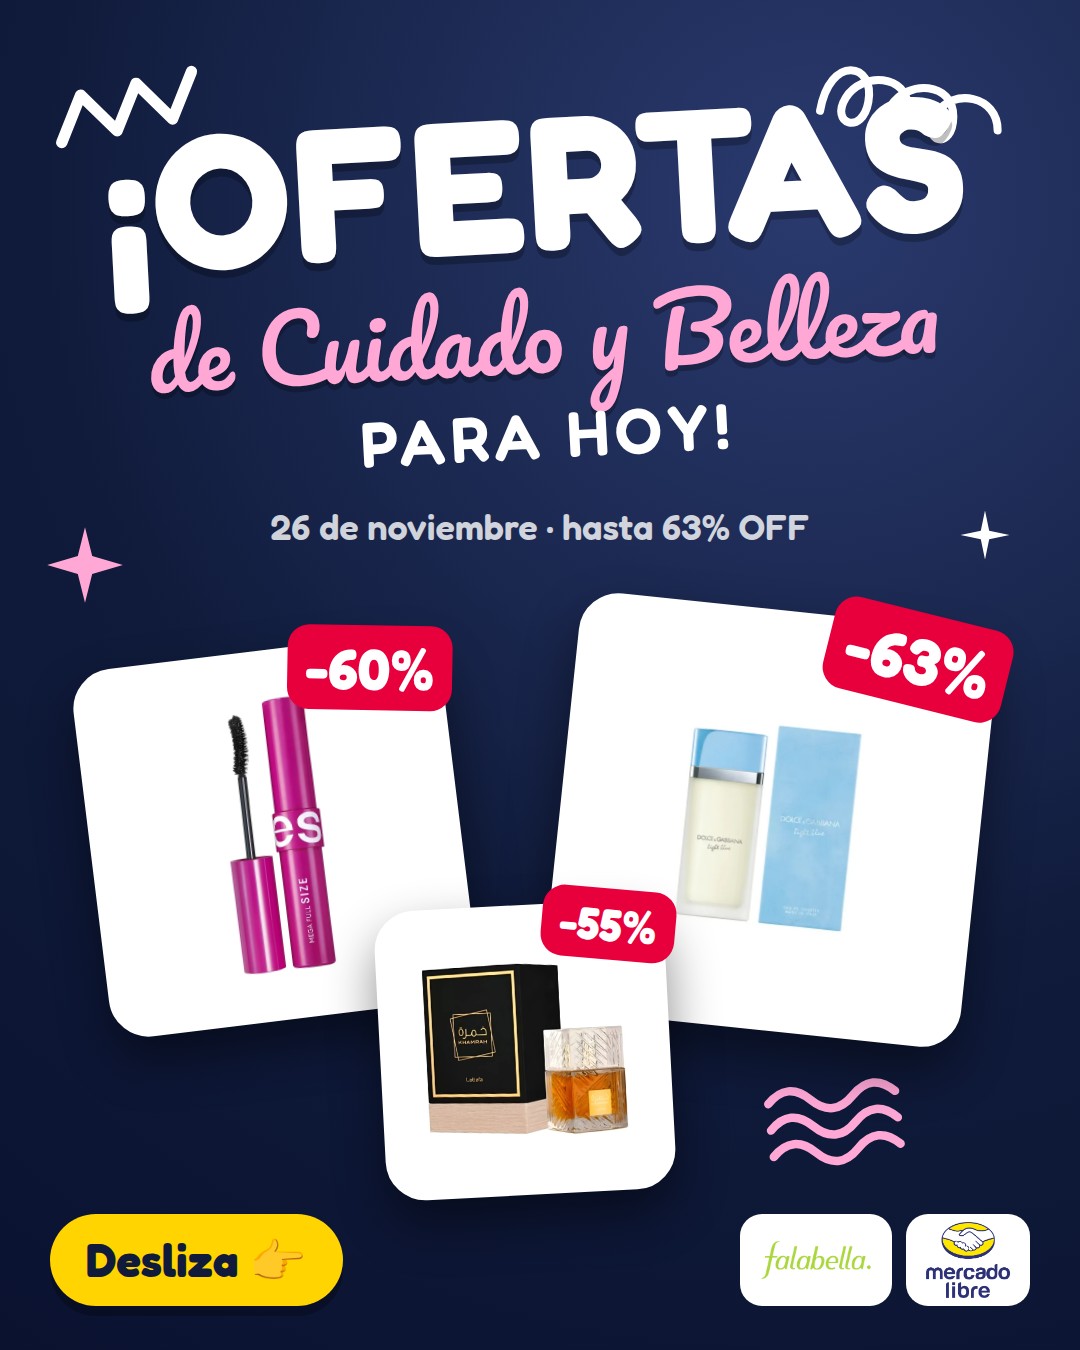 ¡OFERTAS
de Cuidado y Belleza
PARA HOY!
26 de noviembre · hasta 63% OFF
-60%
-63%
es
MEGA FULL SIZE
DOLCE & GABBANA
light blue
DOLCE & GABBANA
light blue
-55%
خمرة
KHAMRAH
Lattafa
Desliza 👉
falabella.
mercado
libre